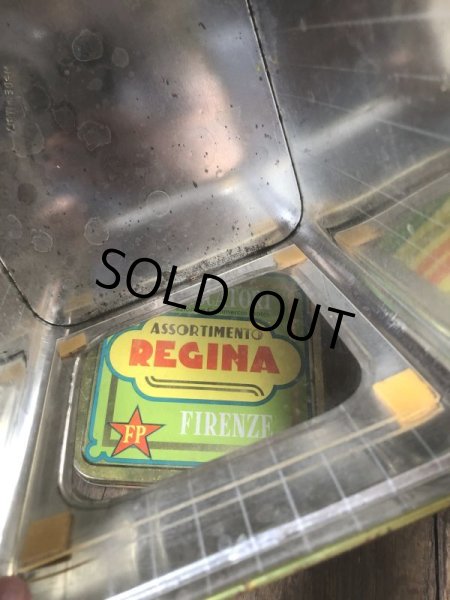 SOLD OUT
ASSORTIMENTO
REGINA
FIRENZE
FP